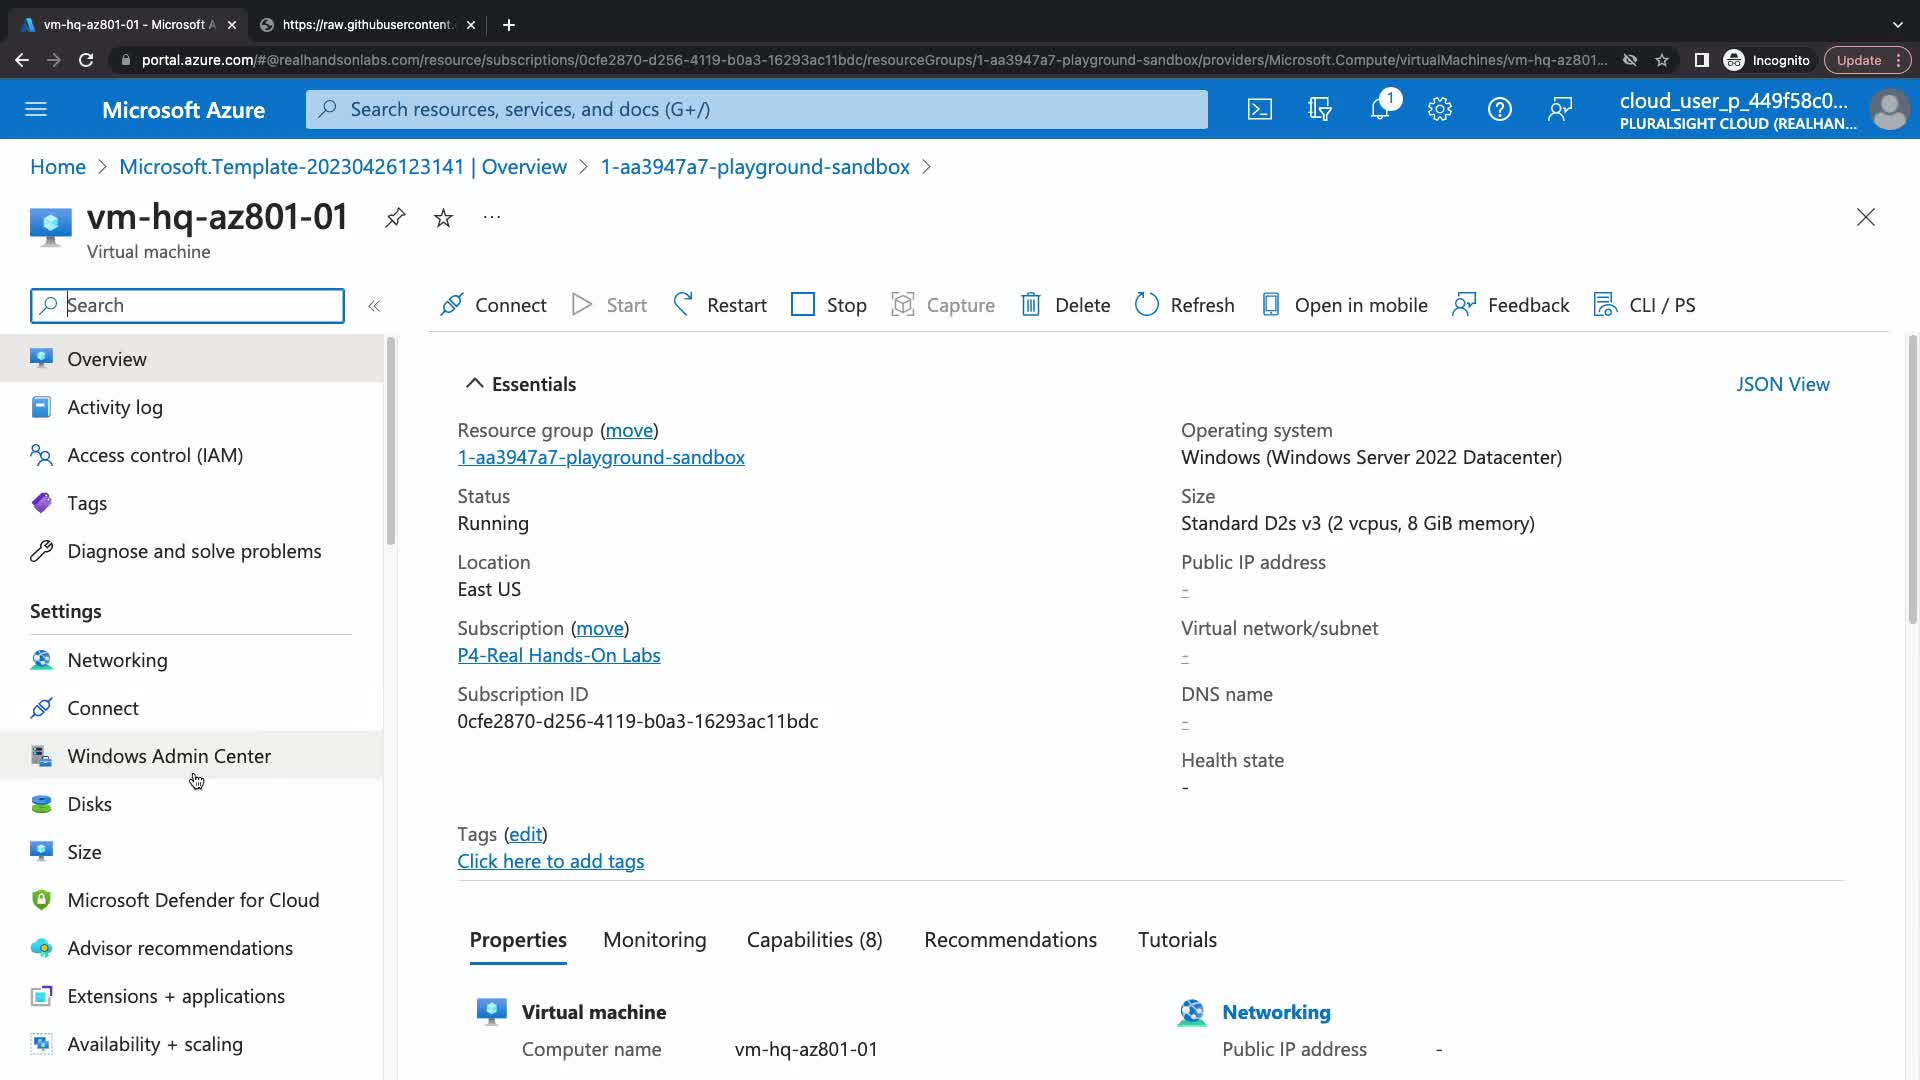 vm-hq-az801-01 - Microsoft A
https://raw.githubusercontent.
portal.azure.com/#@realhandsonlabs.com/resource/subscriptions/0cfe2870-d256-4119-b0a3-16293ac11bdc/resourceGroups/1-aa3947a7-playground-sandbox/providers/Microsoft.Compute/virtualMachines/vm-hq-az801...
Incognito
Update
Microsoft Azure
Search resources, services, and docs (G+/)
1
cloud_user_p_449f58c0...
PLURALSIGHT CLOUD (REALHAN...
Home > Microsoft.Template-20230426123141 | Overview > 1-aa3947a7-playground-sandbox >
vm-hq-az801-01
Virtual machine
Search
Connect
Start
Restart
Stop
Capture
Delete
Refresh
Open in mobile
Feedback
CLI / PS
Overview
Activity log
Access control (IAM)
Tags
Diagnose and solve problems
Settings
Networking
Connect
Windows Admin Center
Disks
Size
Microsoft Defender for Cloud
Advisor recommendations
Extensions + applications
Availability + scaling
Essentials
JSON View
Resource group (move)
1-aa3947a7-playground-sandbox
Status
Running
Location
East US
Subscription (move)
P4-Real Hands-On Labs
Subscription ID
0cfe2870-d256-4119-b0a3-16293ac11bdc
Operating system
Windows (Windows Server 2022 Datacenter)
Size
Standard D2s v3 (2 vcpus, 8 GiB memory)
Public IP address
-
Virtual network/subnet
-
DNS name
-
Health state
-
Tags (edit)
Click here to add tags
Properties
Monitoring
Capabilities (8)
Recommendations
Tutorials
Virtual machine
Computer name vm-hq-az801-01
Networking
Public IP address -